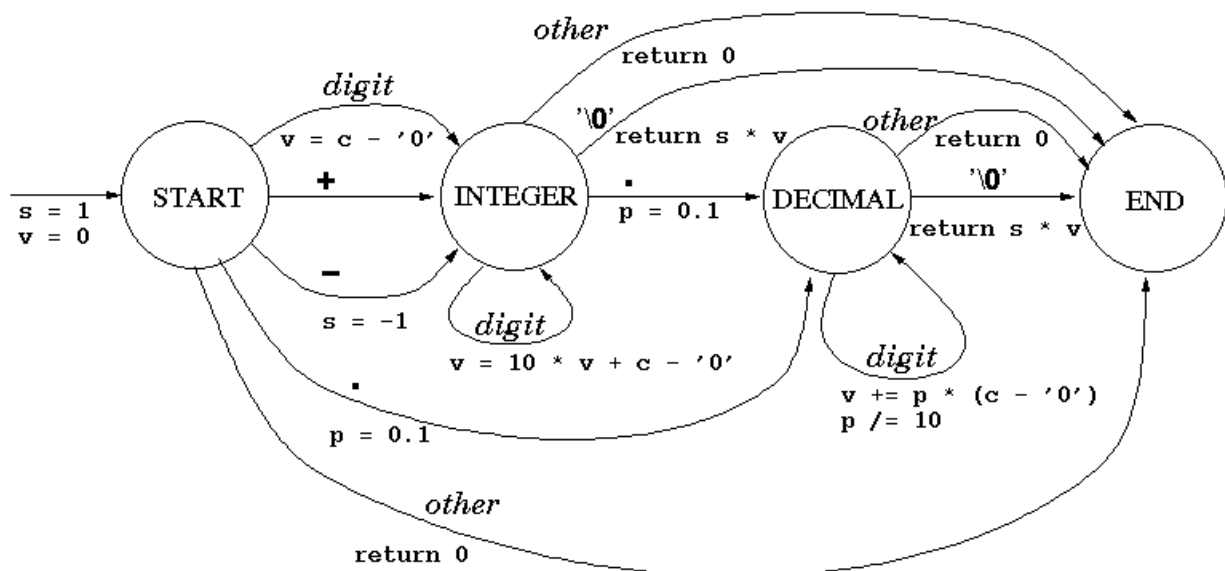 other
return 0
digit
'\0'
other
v = c - '0'
return s * v
return 0
+
.
'\0'
START
INTEGER
DECIMAL
END
s = 1
p = 0.1
v = 0
return s * v
-
s = -1
digit
v = 10 * v + c - '0'
digit
.
v += p * (c - '0')
p = 0.1
p /= 10
other
return 0